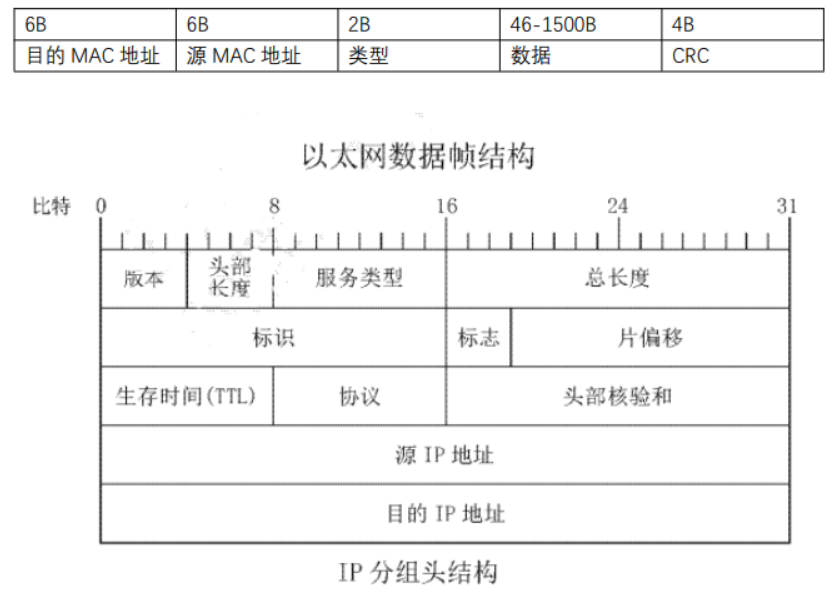 6B 6B 2B 46-1500B 4B
目的 MAC 地址 源 MAC 地址 类型 数据 CRC
以太网数据帧结构
比特 0 8 16 24 31
版本 头部长度 服务类型 总长度
标识 标志 片偏移
生存时间(TTL) 协议 头部核验和
源 IP 地址
目的 IP 地址
IP 分组头结构